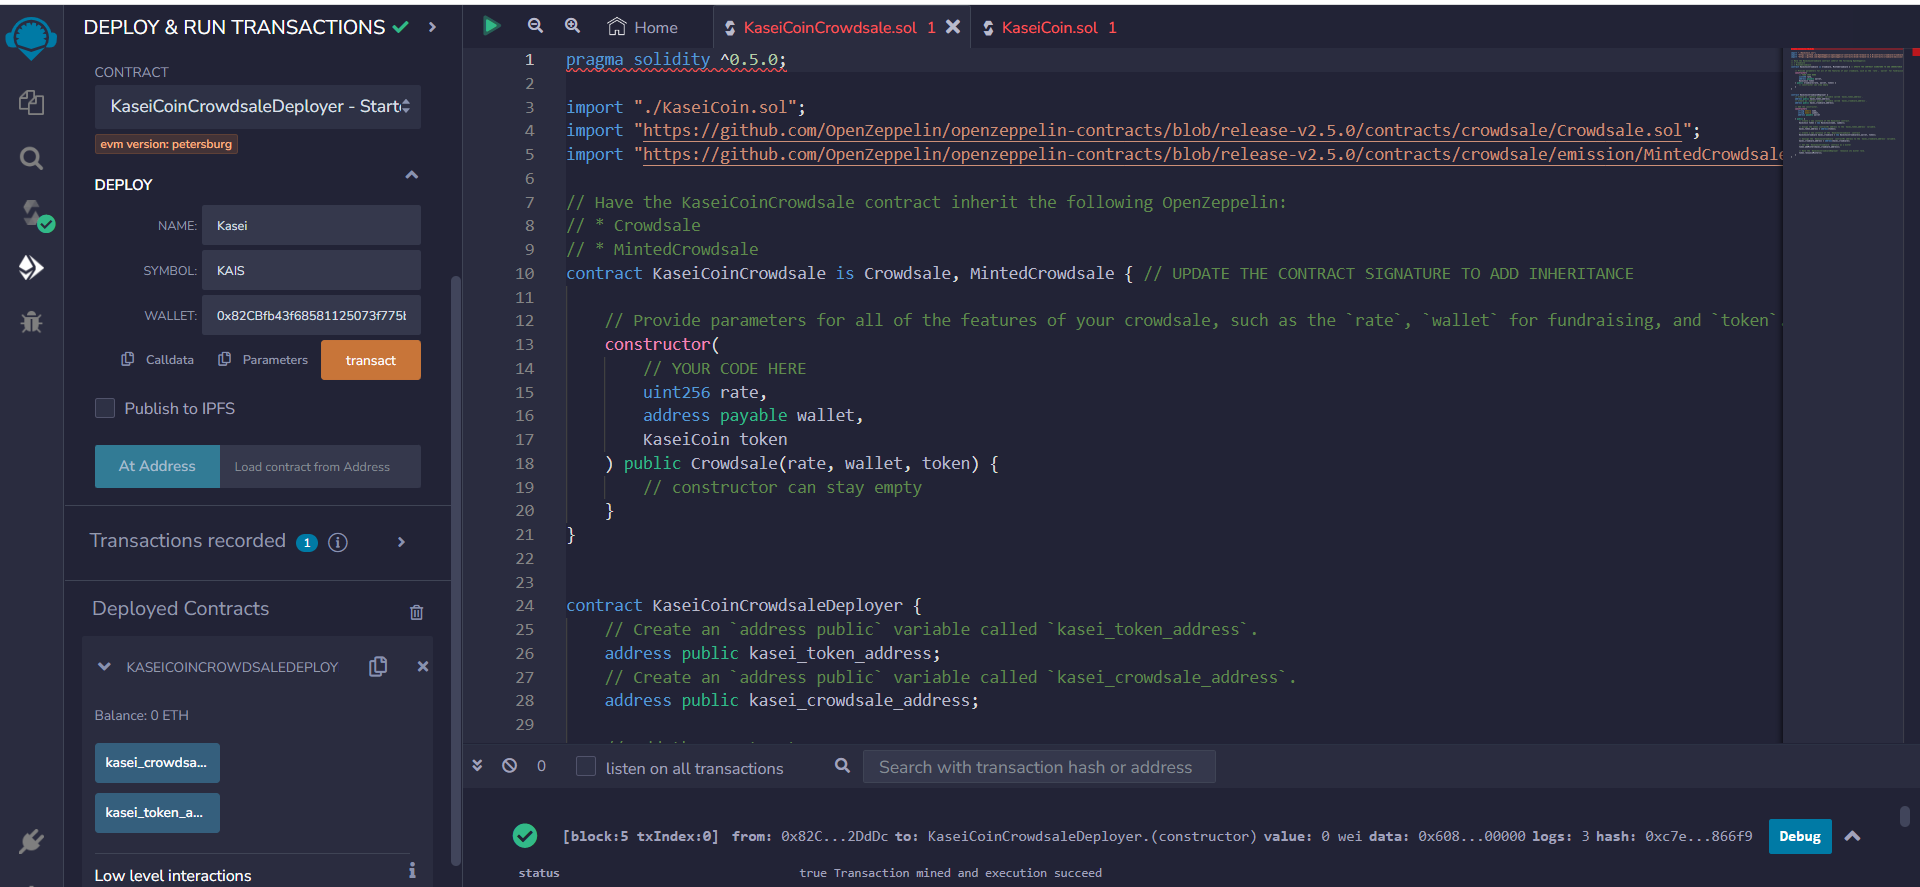 DEPLOY & RUN TRANSACTIONS
CONTRACT
KaseiCoinCrowdsaleDeployer - Start
evm version: petersburg
DEPLOY
NAME: Kasei
SYMBOL: KAIS
WALLET: 0x82CBfb43f68581125073f775
Calldata Parameters transact
Publish to IPFS
At Address Load contract from Address
Transactions recorded 1 i
Deployed Contracts
KASEICOINCROWDSALEDEPLOY
Balance: 0 ETH
kasei_crowdsa...
kasei_token_a...
Low level interactions i
Home KaseiCoinCrowdsale.sol 1 KaseiCoin.sol 1
1 pragma solidity ^0.5.0;
2
3 import "./KaseiCoin.sol";
4 import "https://github.com/OpenZeppelin/openzeppelin-contracts/blob/release-v2.5.0/contracts/crowdsale/Crowdsale.sol";
5 import "https://github.com/OpenZeppelin/openzeppelin-contracts/blob/release-v2.5.0/contracts/crowdsale/emission/MintedCrowdsale
6
7 // Have the KaseiCoinCrowdsale contract inherit the following OpenZeppelin:
8 // * Crowdsale
9 // * MintedCrowdsale
10 contract KaseiCoinCrowdsale is Crowdsale, MintedCrowdsale { // UPDATE THE CONTRACT SIGNATURE TO ADD INHERITANCE
11
12 // Provide parameters for all of the features of your crowdsale, such as the `rate`, `wallet` for fundraising, and `token`
13 constructor(
14 // YOUR CODE HERE
15 uint256 rate,
16 address payable wallet,
17 KaseiCoin token
18 ) public Crowdsale(rate, wallet, token) {
19 // constructor can stay empty
20 }
21 }
22
23
24 contract KaseiCoinCrowdsaleDeployer {
25 // Create an `address public` variable called `kasei_token_address`.
26 address public kasei_token_address;
27 // Create an `address public` variable called `kasei_crowdsale_address`.
28 address public kasei_crowdsale_address;
29
0 listen on all transactions Search with transaction hash or address
[block:5 txIndex:0] from: 0x82C...2DdDc to: KaseiCoinCrowdsaleDeployer.(constructor) value: 0 wei data: 0x608...00000 logs: 3 hash: 0xc7e...866f9 Debug
status true Transaction mined and execution succeed